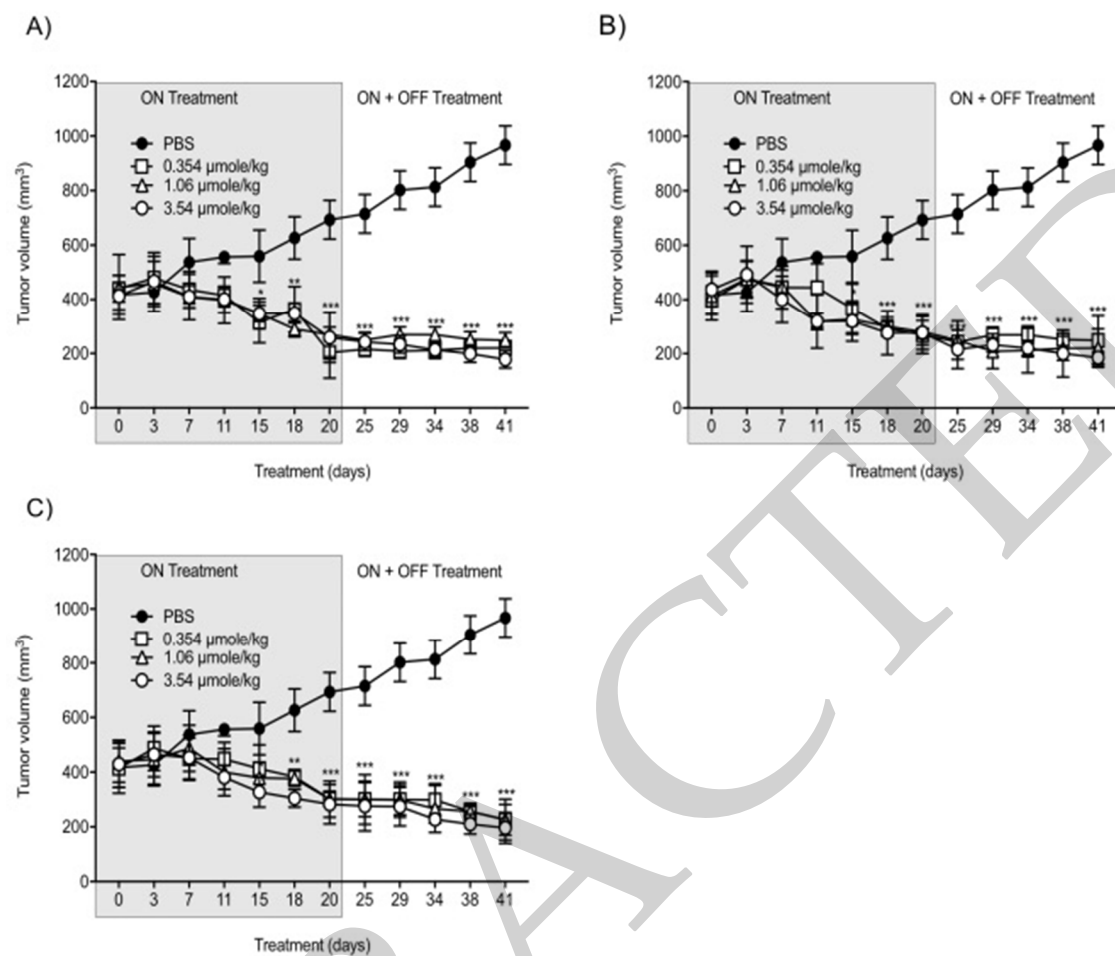 A)
1200
1000
800
600
400
200
0
Tumor volume (mm³)
ON Treatment
ON + OFF Treatment
PBS
0.354 µmole/kg
1.06 µmole/kg
3.54 µmole/kg
*
**
***
***
***
***
***
***
0 3 7 11 15 18 20 25 29 34 38 41
Treatment (days)
B)
1200
1000
800
600
400
200
0
Tumor volume (mm³)
ON Treatment
ON + OFF Treatment
PBS
0.354 µmole/kg
1.06 µmole/kg
3.54 µmole/kg
*
***
***
***
***
***
***
***
0 3 7 11 15 18 20 25 29 34 38 41
Treatment (days)
C)
1200
1000
800
600
400
200
0
Tumor volume (mm³)
ON Treatment
ON + OFF Treatment
PBS
0.354 µmole/kg
1.06 µmole/kg
3.54 µmole/kg
**
***
***
***
***
***
***
0 3 7 11 15 18 20 25 29 34 38 41
Treatment (days)